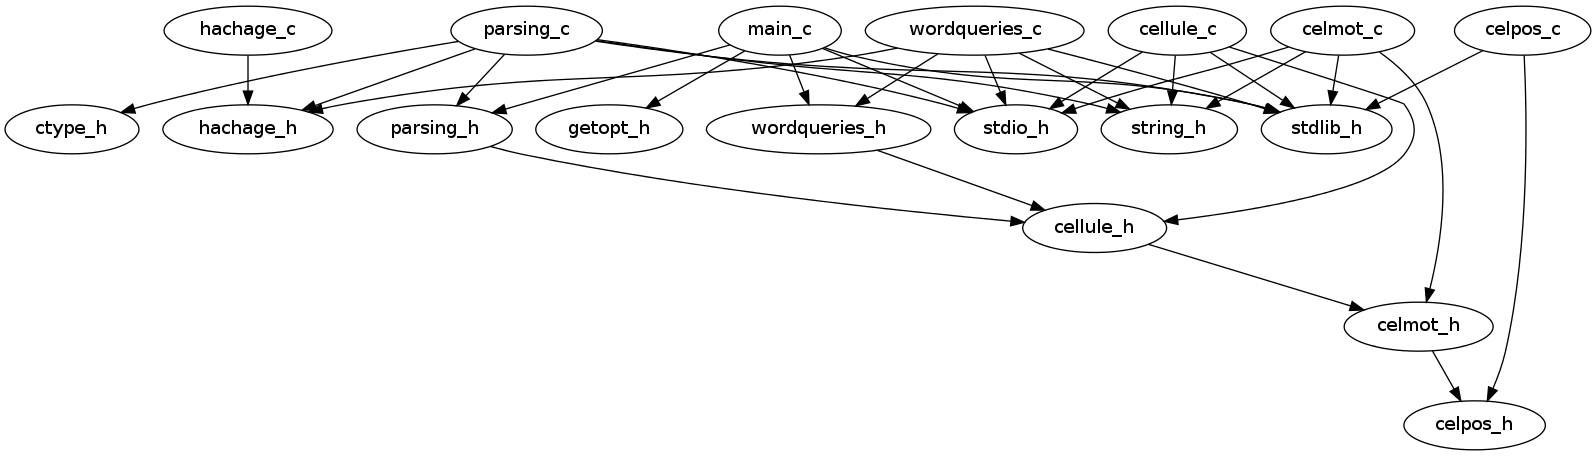 hachage_c
parsing_c
main_c
wordqueries_c
cellule_c
celmot_c
celpos_c
ctype_h
hachage_h
parsing_h
getopt_h
wordqueries_h
stdio_h
string_h
stdlib_h
cellule_h
celmot_h
celpos_h